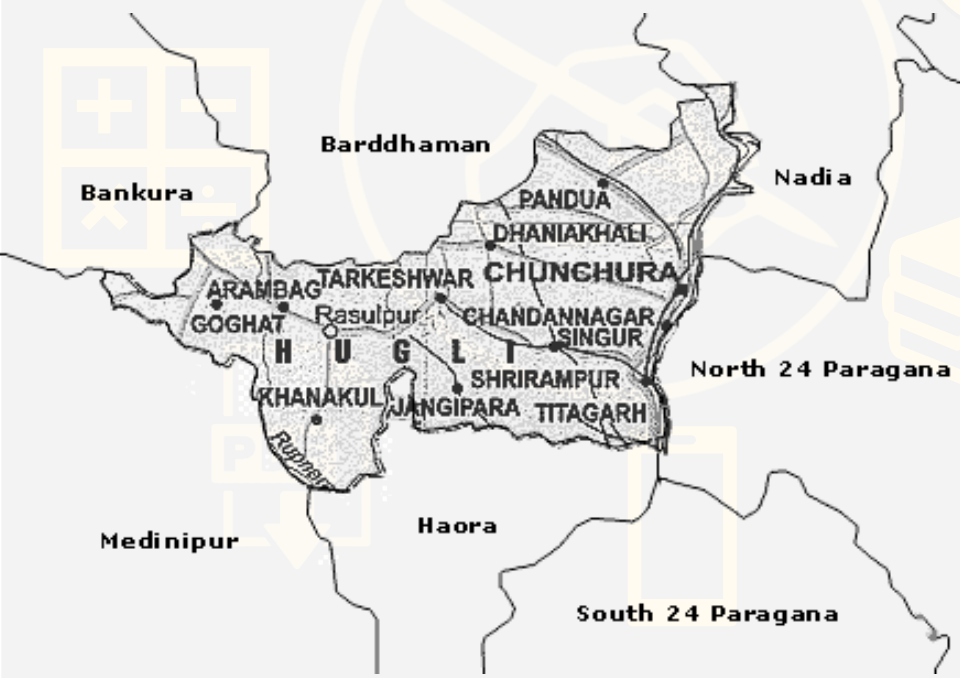 Barddhaman
Nadia
Bankura
PANDUA
DHANIAKHALI
CHUNCHURA
TARKESHWAR
ARAMBAG
Rasulpur
CHANDANNAGAR
GOGHAT
SINGUR
H U G L I
North 24 Paragana
SHRIRAMPUR
KHANAKUL
JANGIPARA
TITAGARH
Haora
Medinipur
South 24 Paragana